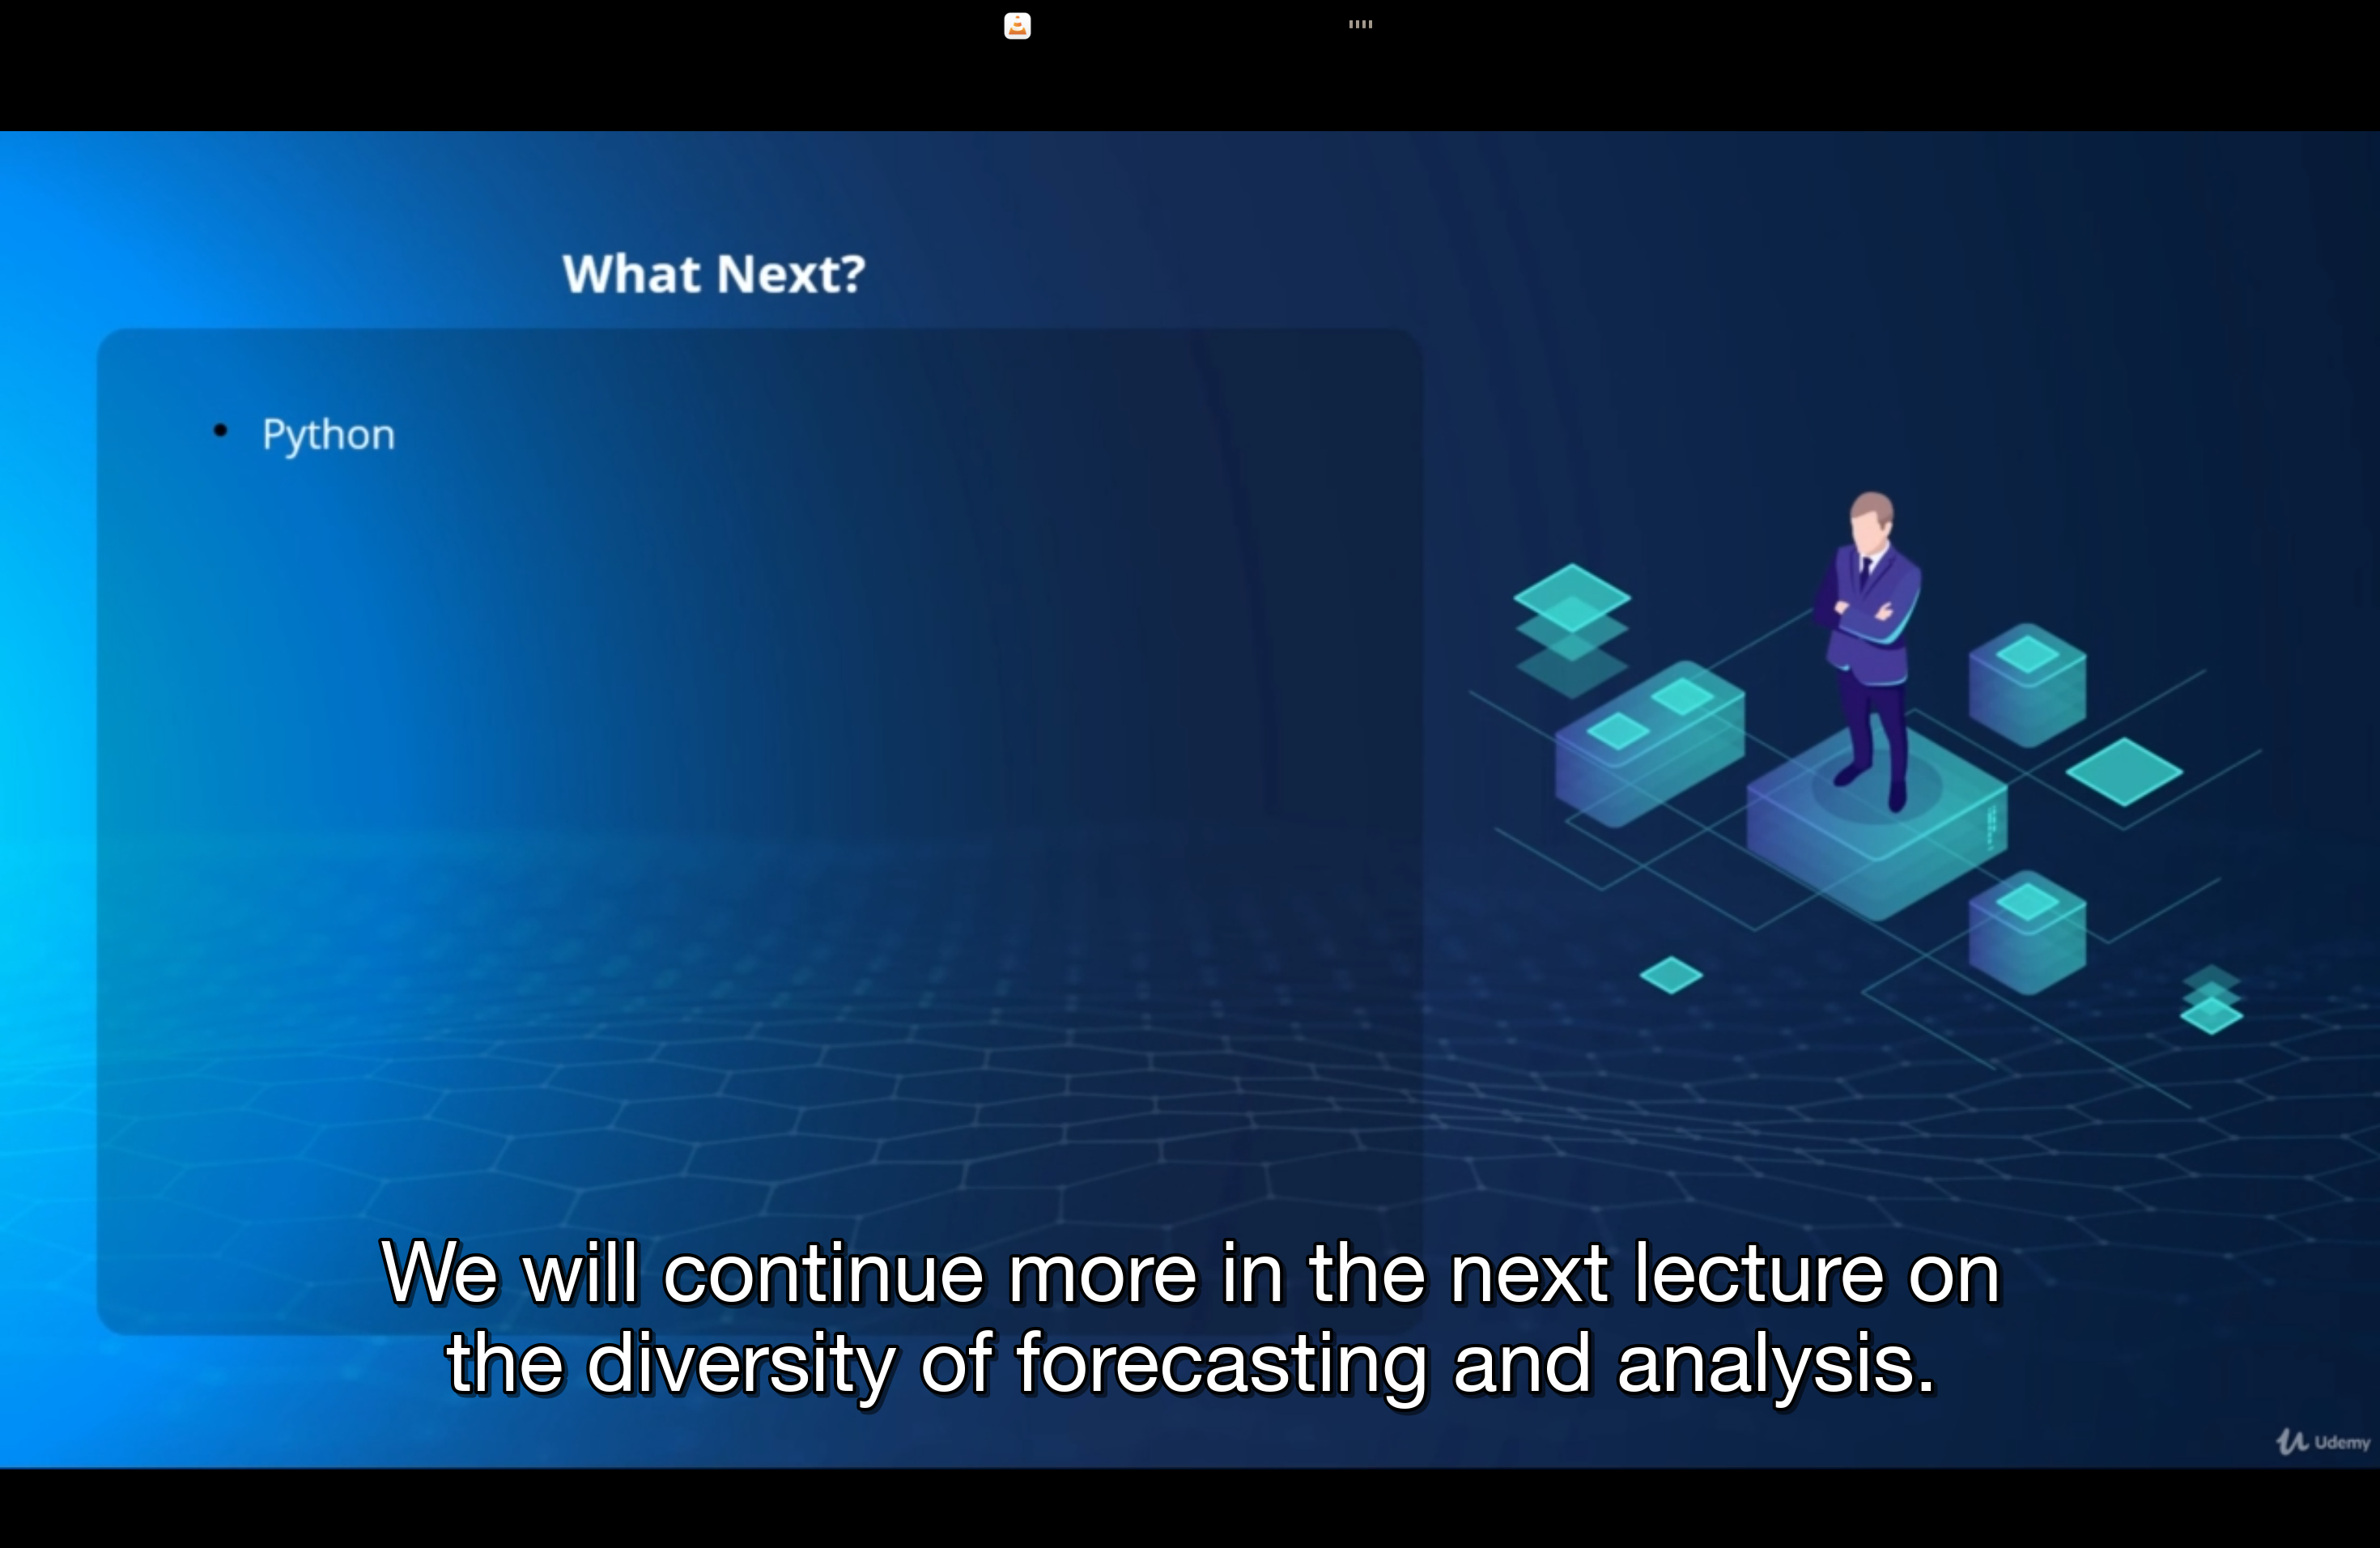 What Next?
• Python
We will continue more in the next lecture on
the diversity of forecasting and analysis.
Udemy